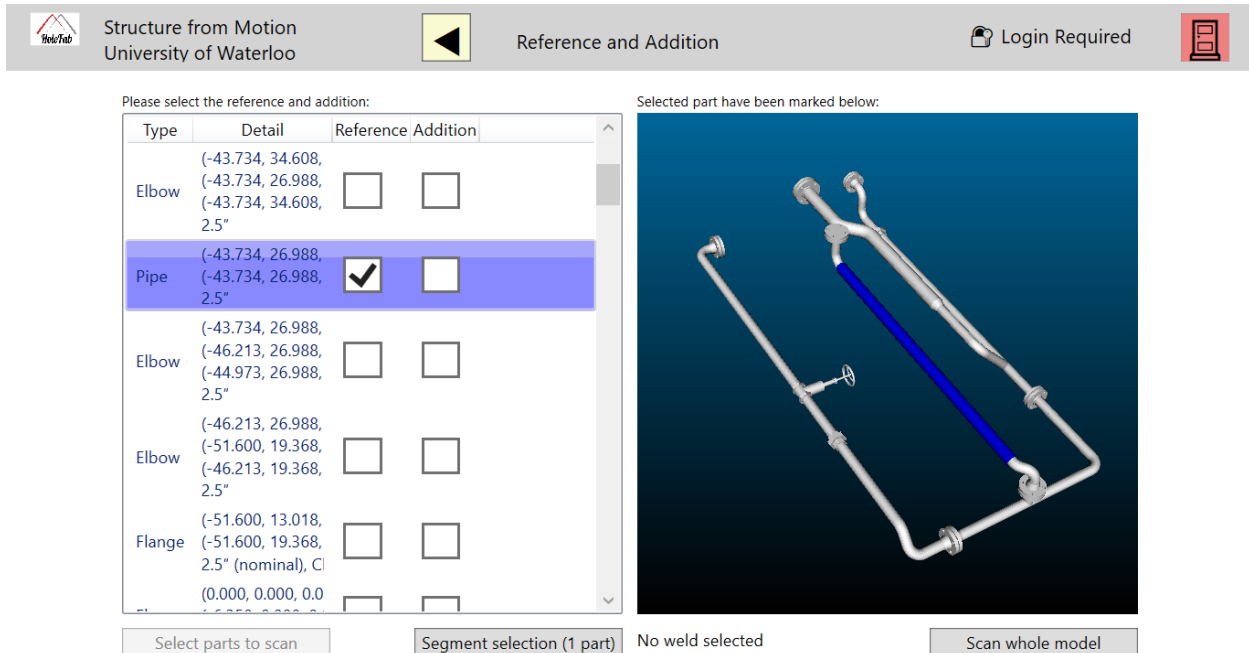 HoloFab
Structure from Motion
University of Waterloo
Reference and Addition
Login Required
Please select the reference and addition:
Selected part have been marked below:
Type Detail Reference Addition
(-43.734, 34.608,
(-43.734, 26.988,
Elbow
(-43.734, 34.608,
2.5"
(-43.734, 26.988,
Pipe (-43.734, 26.988,
2.5"
(-43.734, 26.988,
(-46.213, 26.988,
Elbow
(-44.973, 26.988,
2.5"
(-46.213, 26.988,
(-51.600, 19.368,
Elbow
(-46.213, 19.368,
2.5"
(-51.600, 13.018,
Flange (-51.600, 19.368,
2.5" (nominal), Cl
(0.000, 0.000, 0.0
Select parts to scan
Segment selection (1 part)
No weld selected
Scan whole model